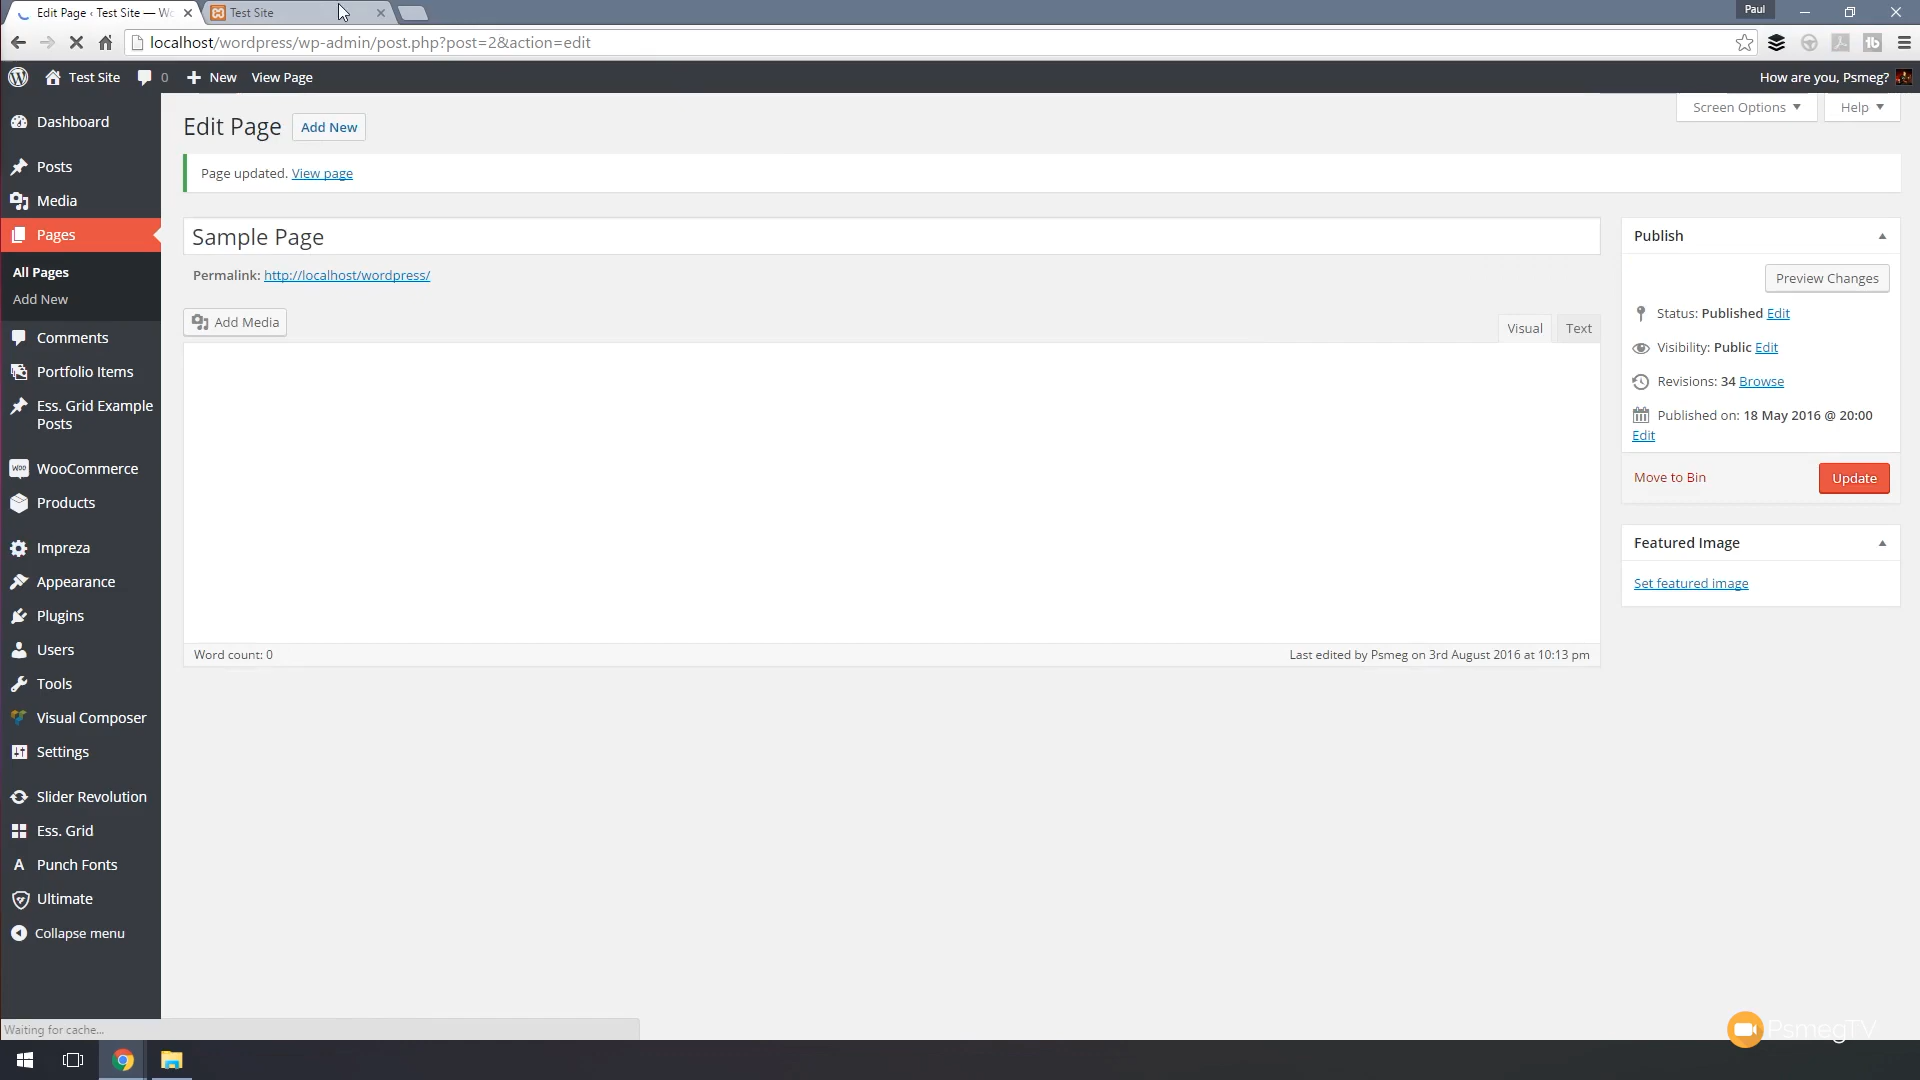 Edit Page ‹ Test Site — Wo
Test Site
Paul
localhost/wordpress/wp-admin/post.php?post=2&action=edit
Test Site
0
New
View Page
How are you, Psmeg?
Dashboard
Posts
Media
Pages
All Pages
Add New
Comments
Portfolio Items
Ess. Grid Example
Posts
WooCommerce
Products
Impreza
Appearance
Plugins
Users
Tools
Visual Composer
Settings
Slider Revolution
Ess. Grid
Punch Fonts
Ultimate
Collapse menu
Screen Options
Help
Edit Page
Add New
Page updated. View page
Sample Page
Permalink: http://localhost/wordpress/
Add Media
Visual
Text
Word count: 0
Last edited by Psmeg on 3rd August 2016 at 10:13 pm
Publish
Preview Changes
Status: Published Edit
Visibility: Public Edit
Revisions: 34 Browse
Published on: 18 May 2016 @ 20:00
Edit
Move to Bin
Update
Featured Image
Set featured image
Waiting for cache...
PsmegTV